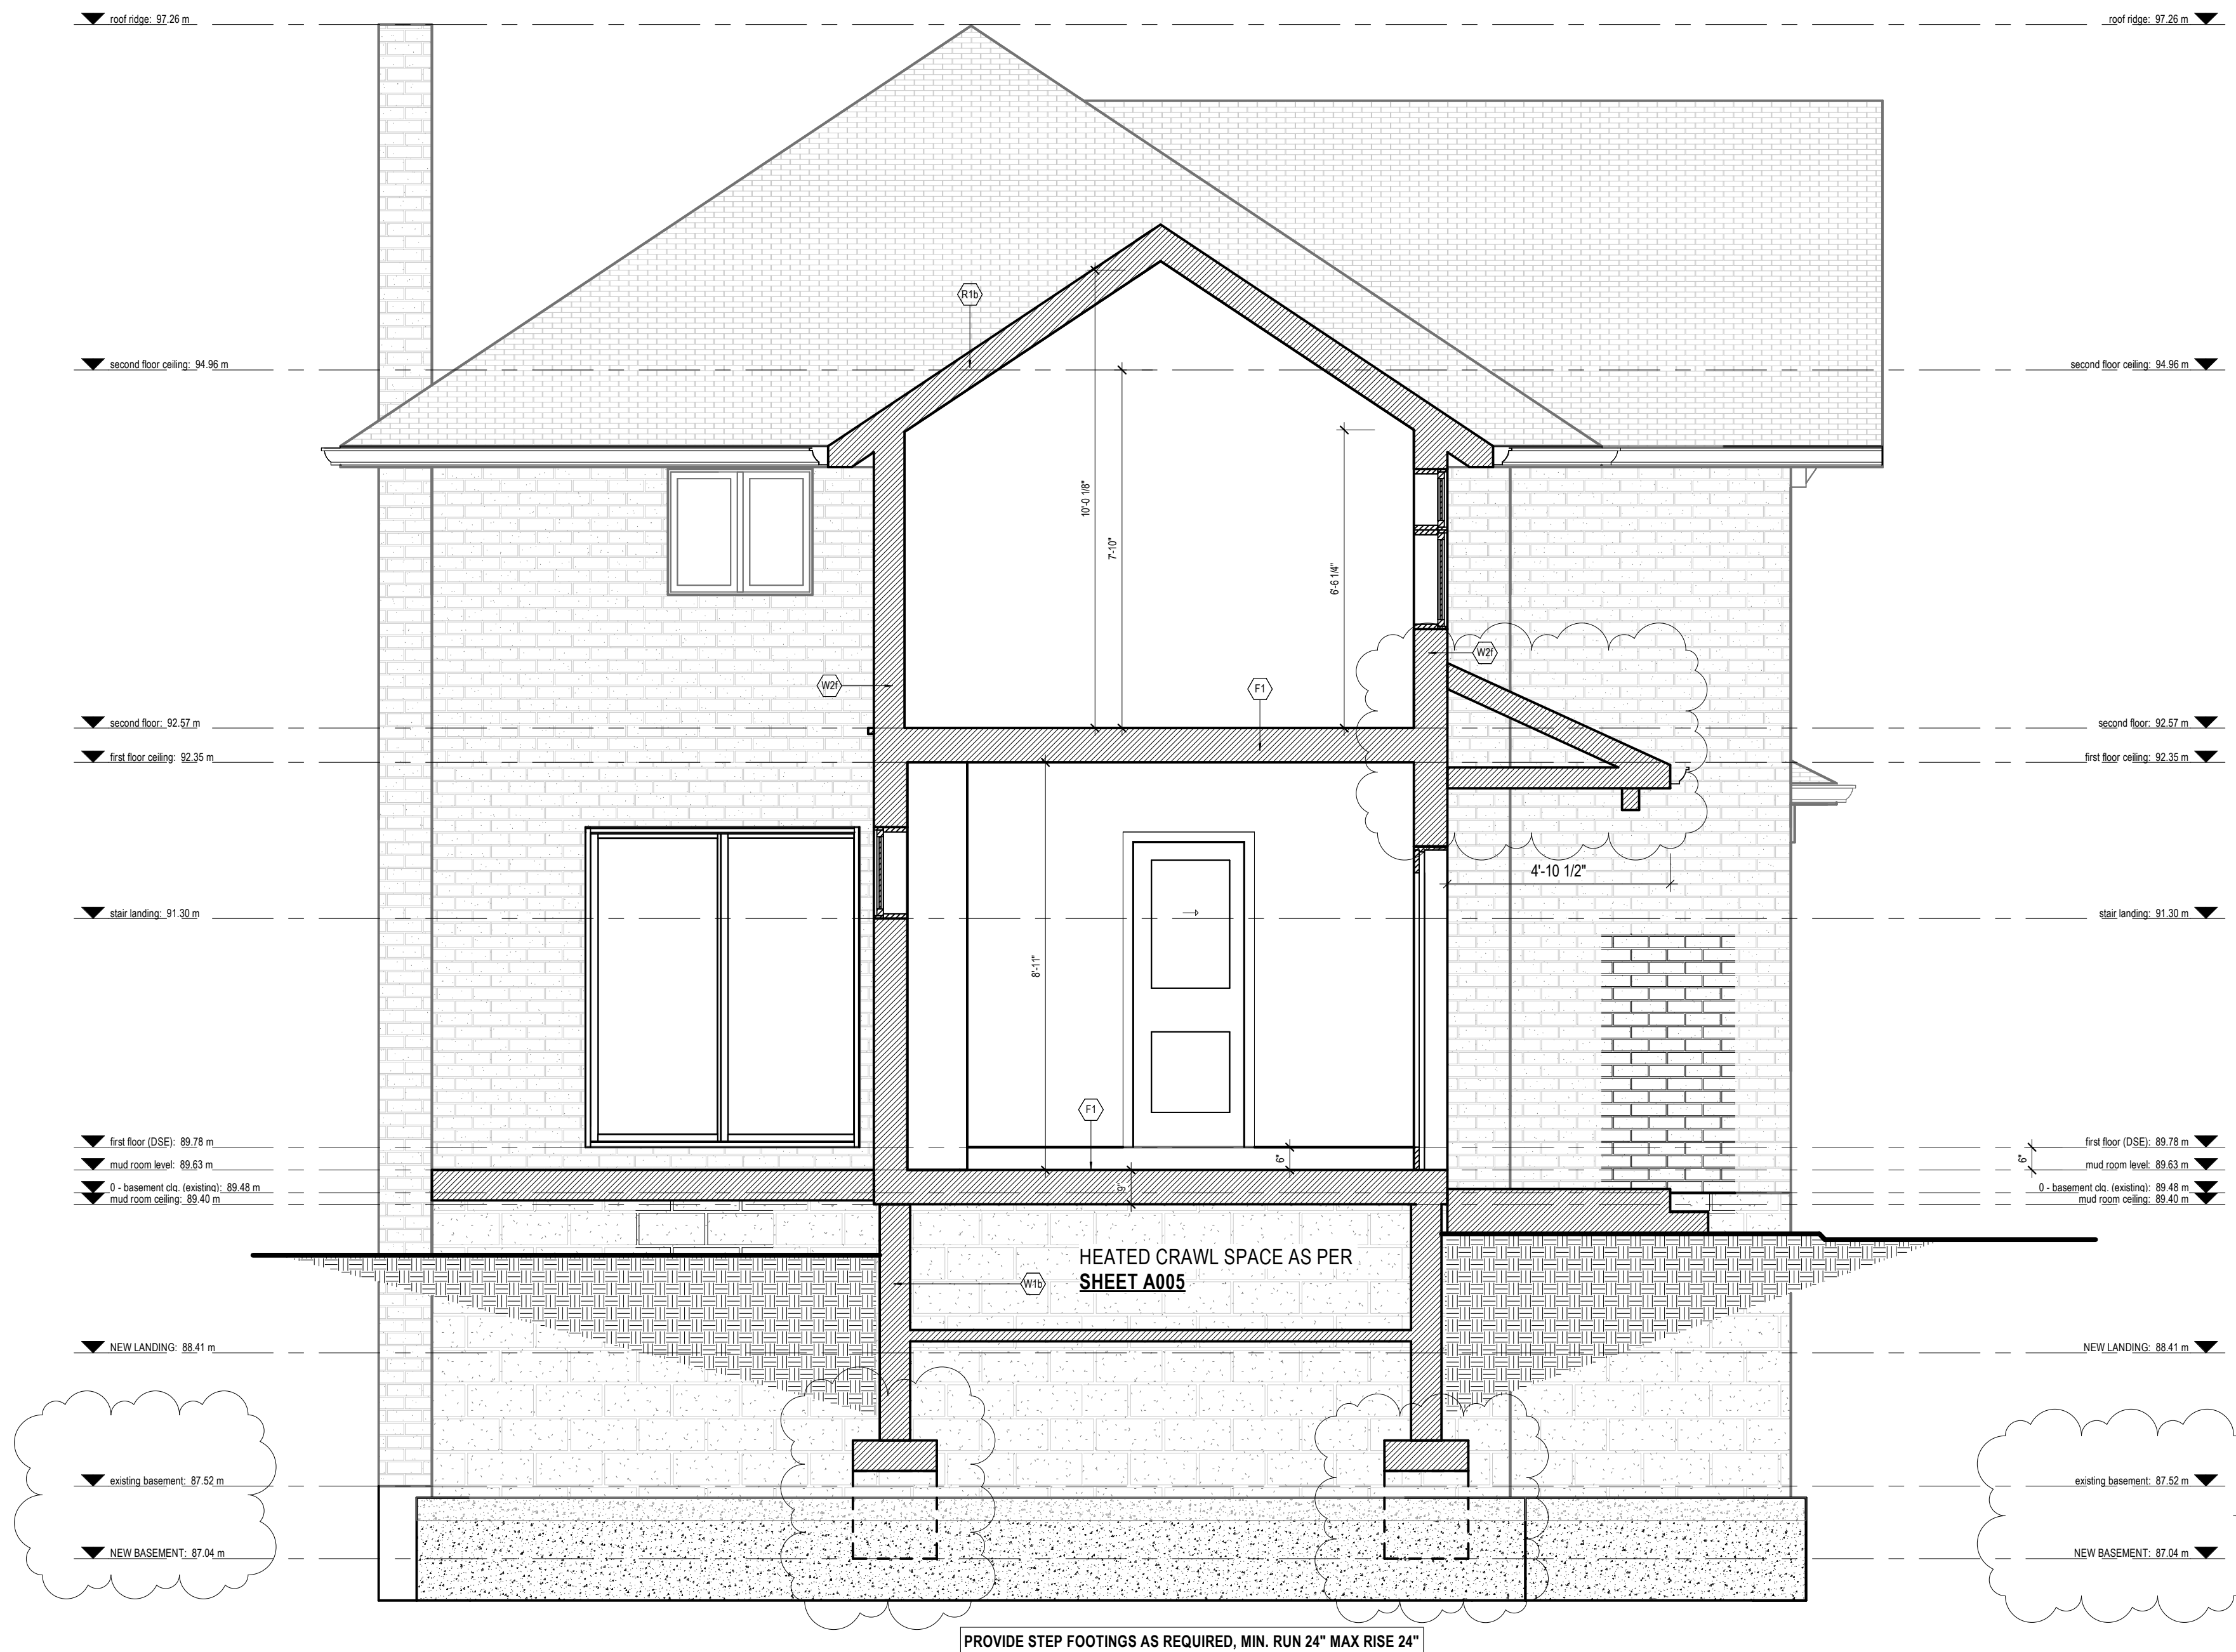 roof ridge: 97.26 m
roof ridge: 97.26 m
R1b
second floor ceiling: 94.96 m
second floor ceiling: 94.96 m
10'-0 1/8"
7'-10"
6'-6 1/4"
W2f
W2f
F1
second floor: 92.57 m
second floor: 92.57 m
first floor ceiling: 92.35 m
first floor ceiling: 92.35 m
4'-10 1/2"
stair landing: 91.30 m
stair landing: 91.30 m
8'-11"
F1
first floor (DSE): 89.78 m
first floor (DSE): 89.78 m
6"
6"
mud room level: 89.63 m
mud room level: 89.63 m
9"
0 - basement clg. (existing): 89.48 m
0 - basement clg. (existing): 89.48 m
mud room ceiling: 89.40 m
mud room ceiling: 89.40 m
HEATED CRAWL SPACE AS PER
SHEET A005
W1b
NEW LANDING: 88.41 m
NEW LANDING: 88.41 m
existing basement: 87.52 m
existing basement: 87.52 m
NEW BASEMENT: 87.04 m
NEW BASEMENT: 87.04 m
PROVIDE STEP FOOTINGS AS REQUIRED, MIN. RUN 24" MAX RISE 24"